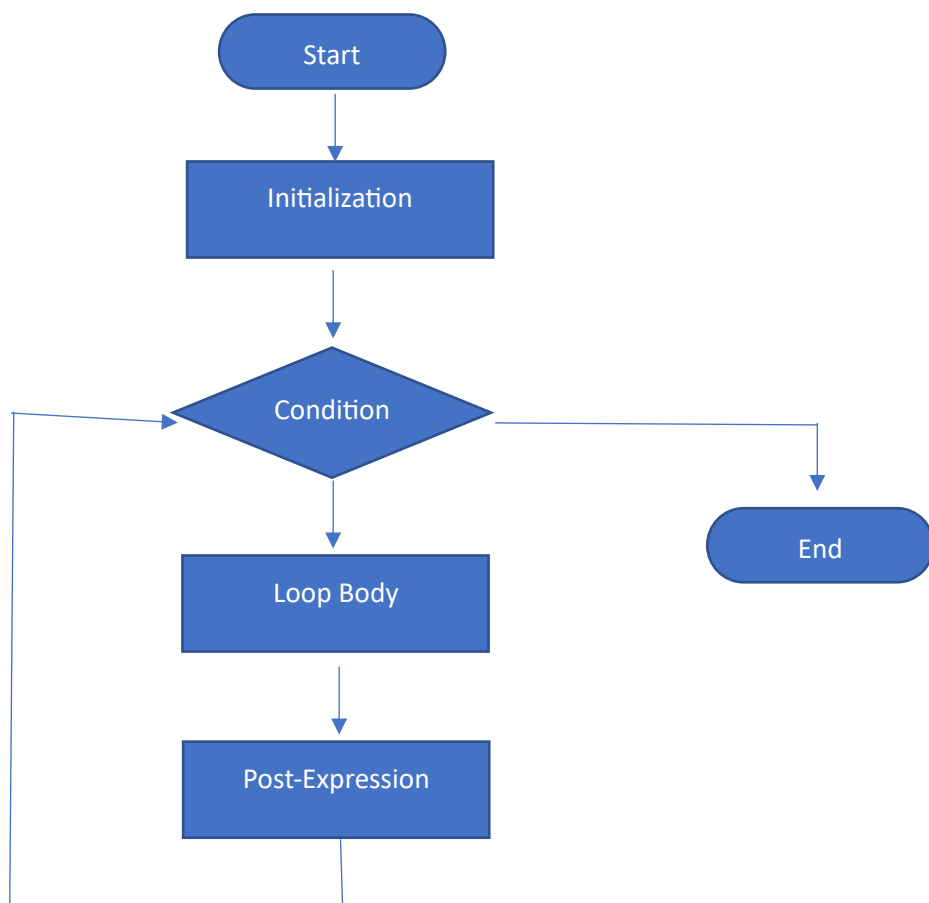 Start
Initialization
Condition
End
Loop Body
Post-Expression